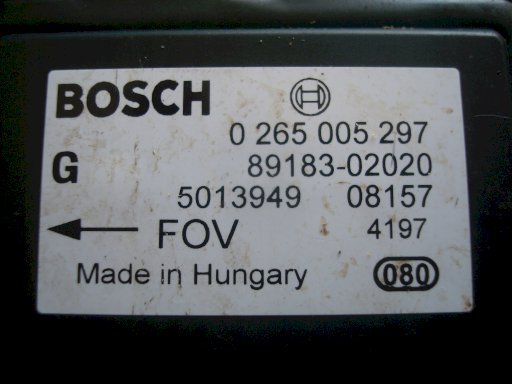 BOSCH
0 265 005 297
G 89183-02020
5013949 08157
FOV 4197
Made in Hungary 080